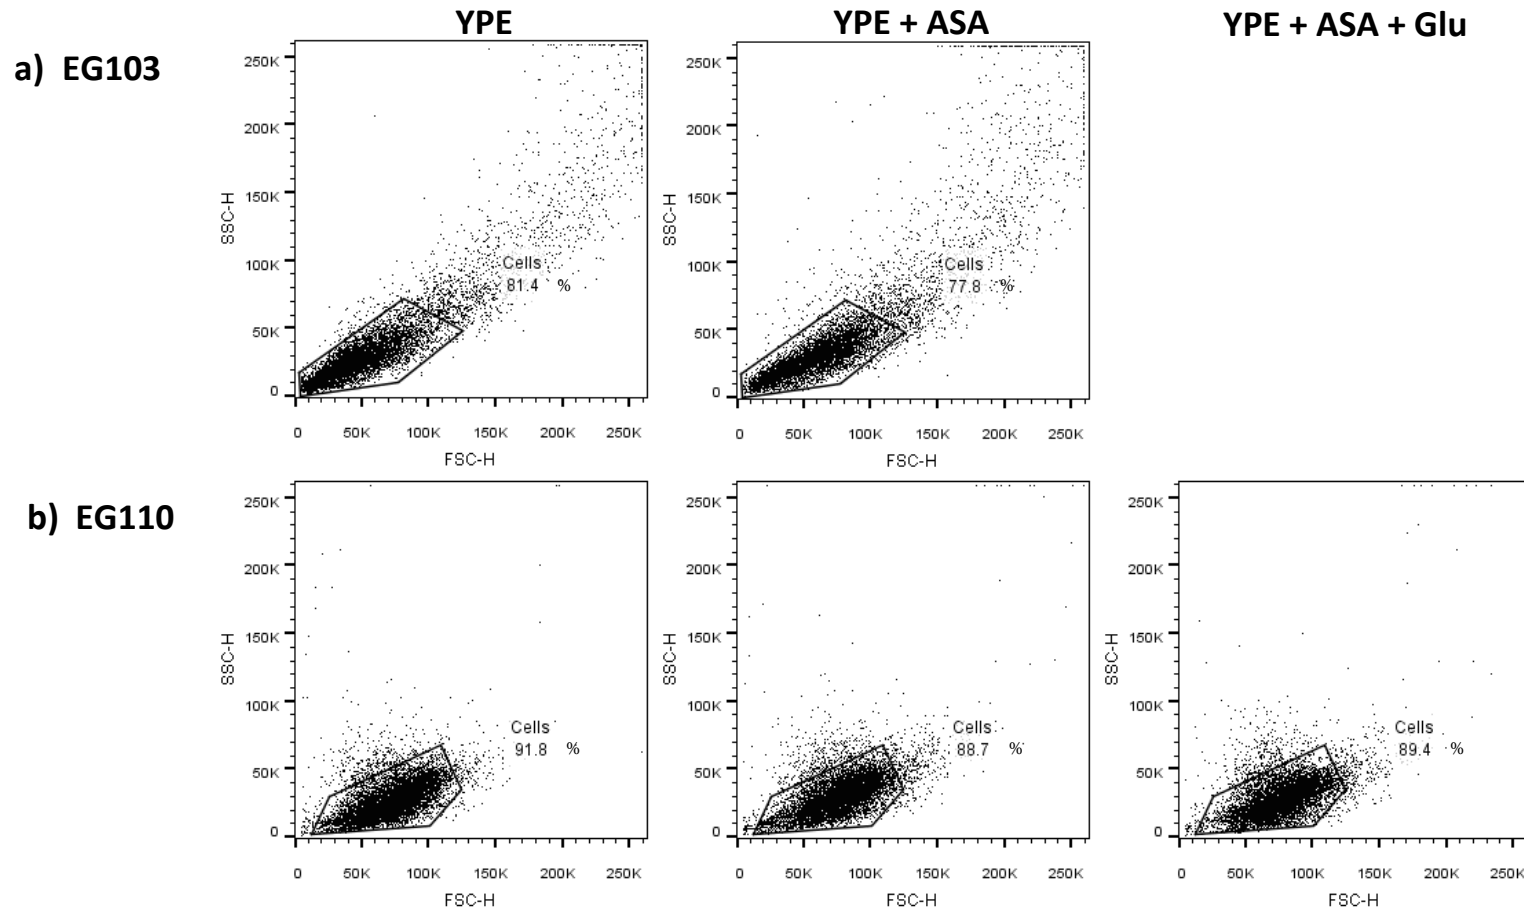 YPE
YPE + ASA
YPE + ASA + Glu
a) EG103
250K
200K
150K
100K
50K
0
SSC-H
Cells
81.4 %
0 50K 100K 150K 200K 250K
FSC-H
250K
200K
150K
100K
50K
0
SSC-H
Cells
77.8 %
0 50K 100K 150K 200K 250K
FSC-H
b) EG110
250K
200K
150K
100K
50K
0
SSC-H
Cells
91.8 %
0 50K 100K 150K 200K 250K
FSC-H
250K
200K
150K
100K
50K
0
SSC-H
Cells
88.7 %
0 50K 100K 150K 200K 250K
FSC-H
250K
200K
150K
100K
50K
0
SSC-H
Cells
89.4 %
0 50K 100K 150K 200K 250K
FSC-H